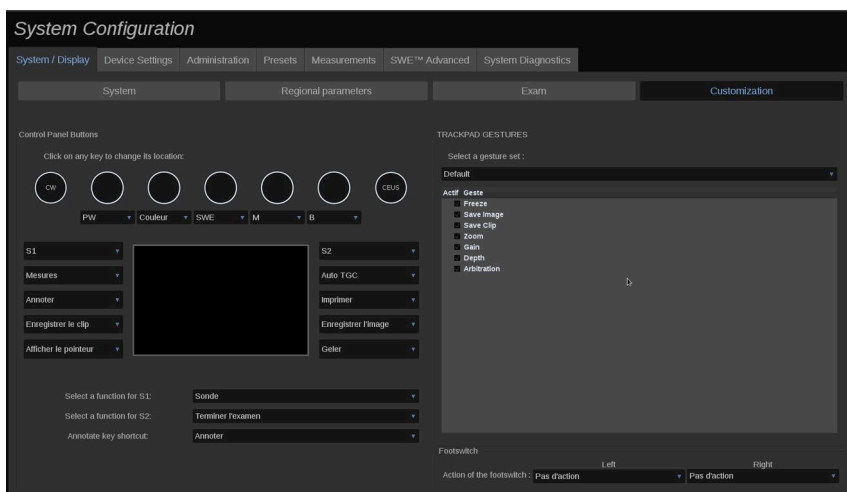 System Configuration
System / Display Device Settings Administration Presets Measurements SWE™ Advanced System Diagnostics
System Regional parameters Exam Customization
Control Panel Buttons
Click on any key to change its location:
CW CEUS
PW Couleur SWE M B
S1 S2
Mesures Auto TGC
Annoter Imprimer
Enregistrer le clip Enregistrer l'image
Afficher le pointeur Geler
Select a function for S1: Sonde
Select a function for S2: Terminer l'examen
Annotate key shortcut: Annoter
TRACKPAD GESTURES
Select a gesture set :
Default
Actif Geste
Freeze
Save Image
Save Clip
Zoom
Gain
Depth
Arbitration
Footswitch
Left Right
Action of the footswitch : Pas d'action Pas d'action